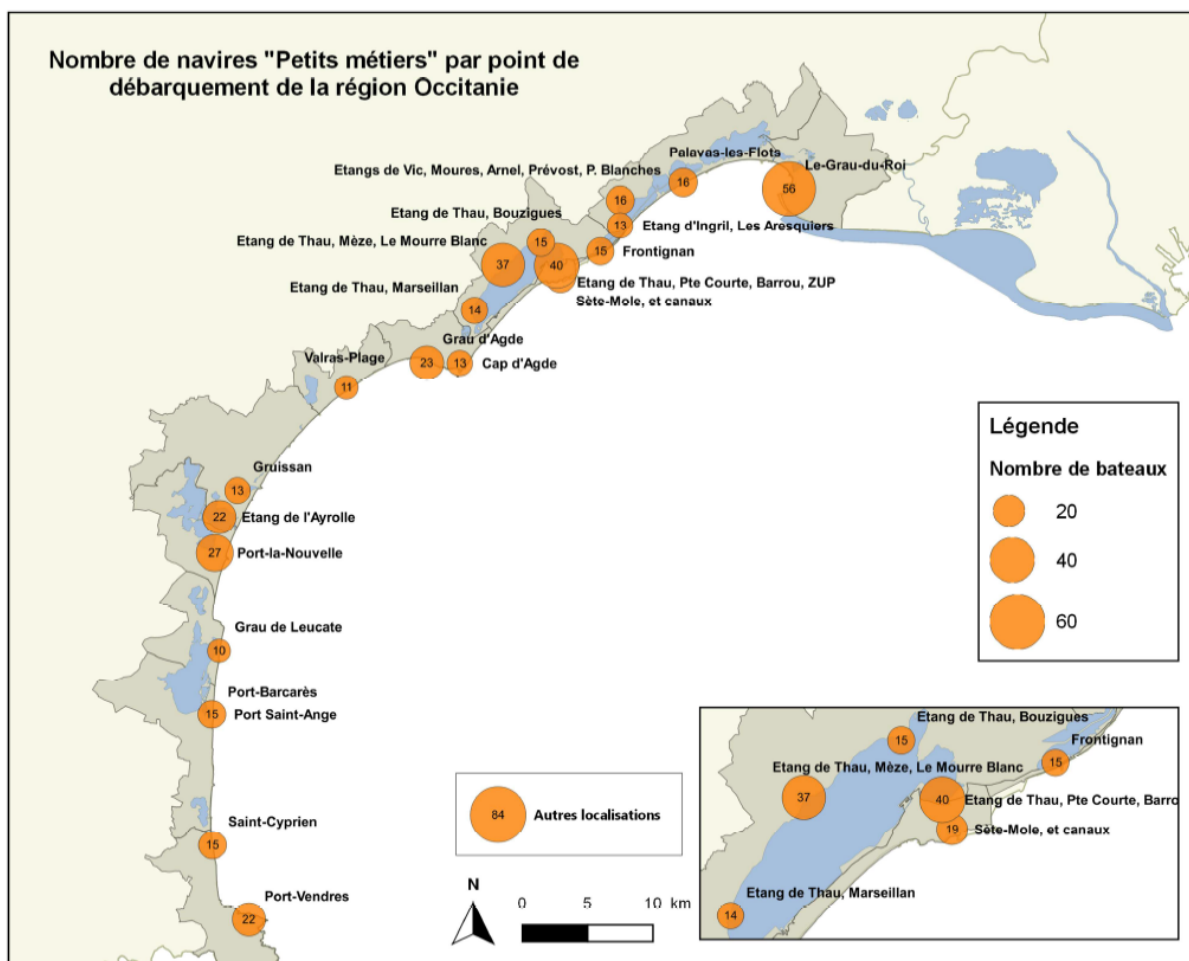 Nombre de navires "Petits métiers" par point de
débarquement de la région Occitanie
Palavas-les-Flots
Le-Grau-du-Roi
Etangs de Vic, Moures, Arnel, Prévost, P. Blanches
16
56
16
Etang de Thau, Bouzigues
13
Etang d'Ingril, Les Aresquiers
Etang de Thau, Mèze, Le Mourre Blanc
15
15
Frontignan
37
40
Etang de Thau, Pte Courte, Barrou, ZUP
Etang de Thau, Marseillan
Sète-Mole, et canaux
14
Grau d'Agde
Valras-Plage
23
13
Cap d'Agde
11
Légende
Nombre de bateaux
20
40
60
Gruissan
13
22
Etang de l'Ayrolle
27
Port-la-Nouvelle
Grau de Leucate
10
Port-Barcarès
15
Port Saint-Ange
Saint-Cyprien
15
Port-Vendres
22
84
Autres localisations
N
0 5 10 km
Etang de Thau, Bouzigues
15
Frontignan
15
Etang de Thau, Mèze, Le Mourre Blanc
37
40
Etang de Thau, Pte Courte, Barro
19
Sète-Mole, et canaux
Etang de Thau, Marseillan
14